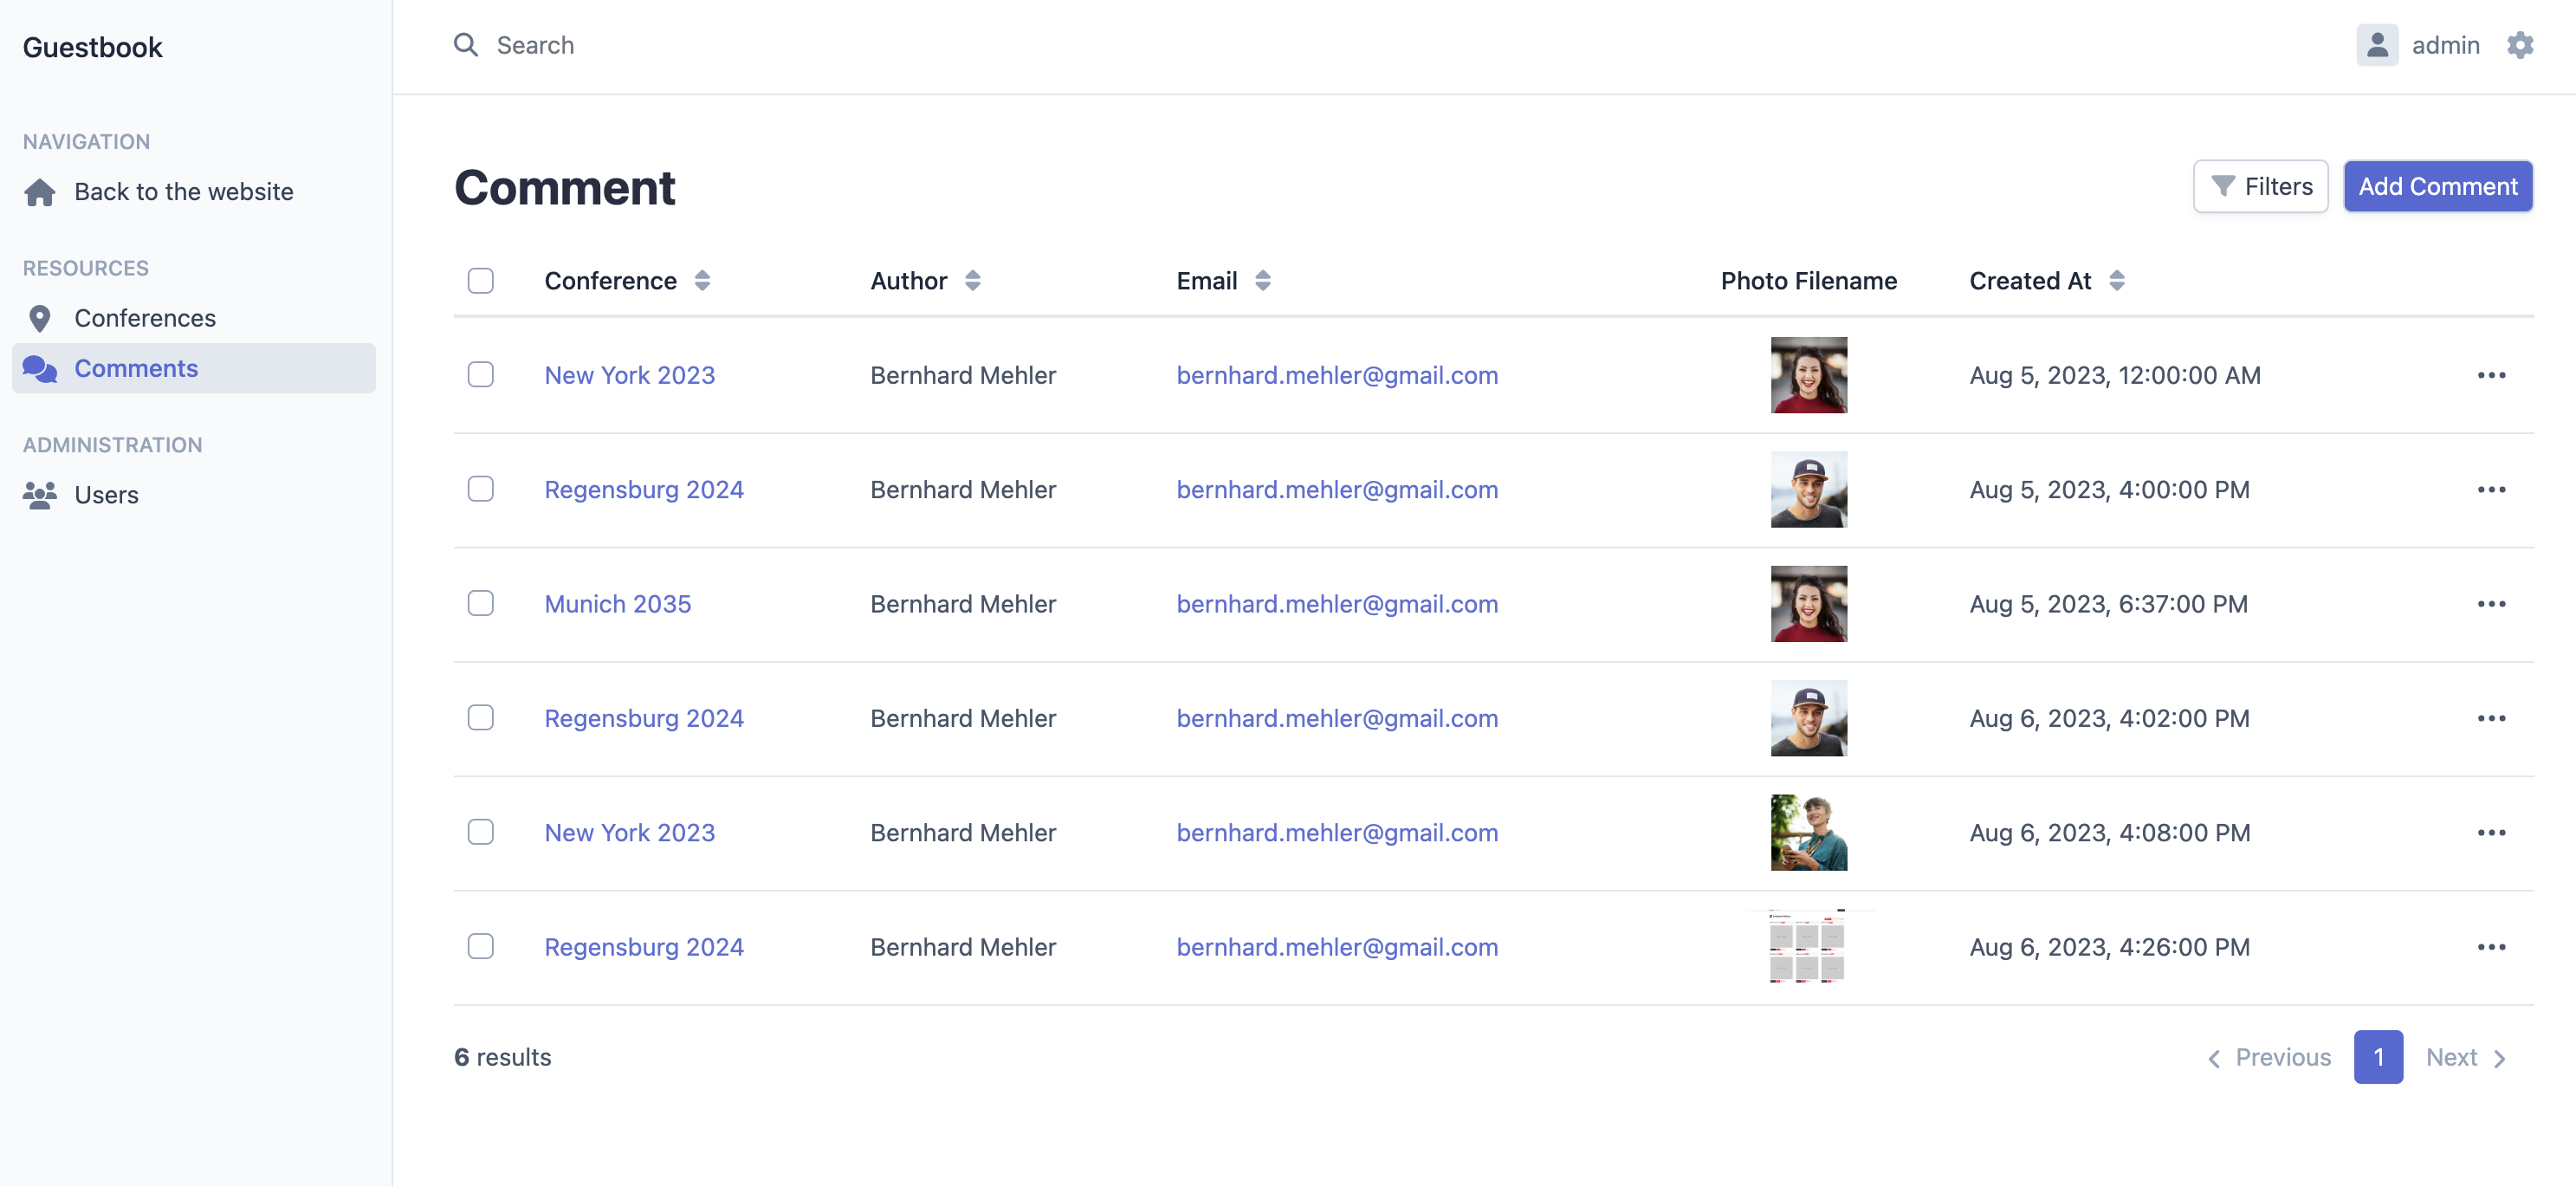 Guestbook
Search
admin
NAVIGATION
Back to the website
RESOURCES
Conferences
Comments
ADMINISTRATION
Users
Comment
Filters
Add Comment
Conference Author Email Photo Filename Created At
New York 2023 Bernhard Mehler bernhard.mehler@gmail.com Aug 5, 2023, 12:00:00 AM
Regensburg 2024 Bernhard Mehler bernhard.mehler@gmail.com Aug 5, 2023, 4:00:00 PM
Munich 2035 Bernhard Mehler bernhard.mehler@gmail.com Aug 5, 2023, 6:37:00 PM
Regensburg 2024 Bernhard Mehler bernhard.mehler@gmail.com Aug 6, 2023, 4:02:00 PM
New York 2023 Bernhard Mehler bernhard.mehler@gmail.com Aug 6, 2023, 4:08:00 PM
Regensburg 2024 Bernhard Mehler bernhard.mehler@gmail.com Aug 6, 2023, 4:26:00 PM
6 results
Previous 1 Next